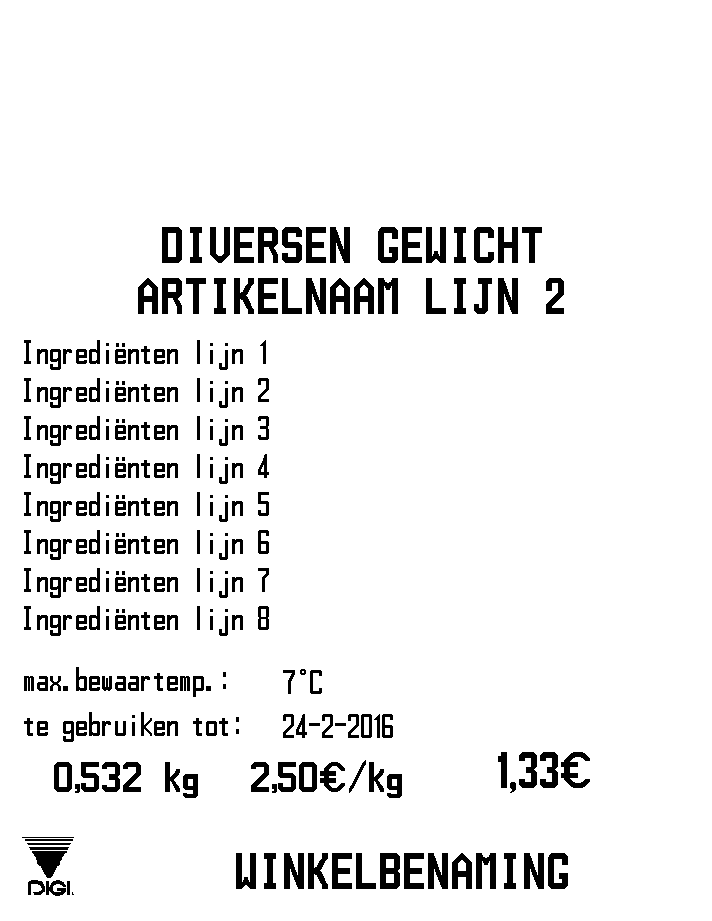 DIVERSEN GEWICHT
ARTIKELNAAM LIJN 2
Ingrediënten lijn 1
Ingrediënten lijn 2
Ingrediënten lijn 3
Ingrediënten lijn 4
Ingrediënten lijn 5
Ingrediënten lijn 6
Ingrediënten lijn 7
Ingrediënten lijn 8
max.bewaartemp.: 7°C
te gebruiken tot: 24-2-2016
0,532 kg 2,50€/kg 1,33€
DIGI. WINKELBENAMING